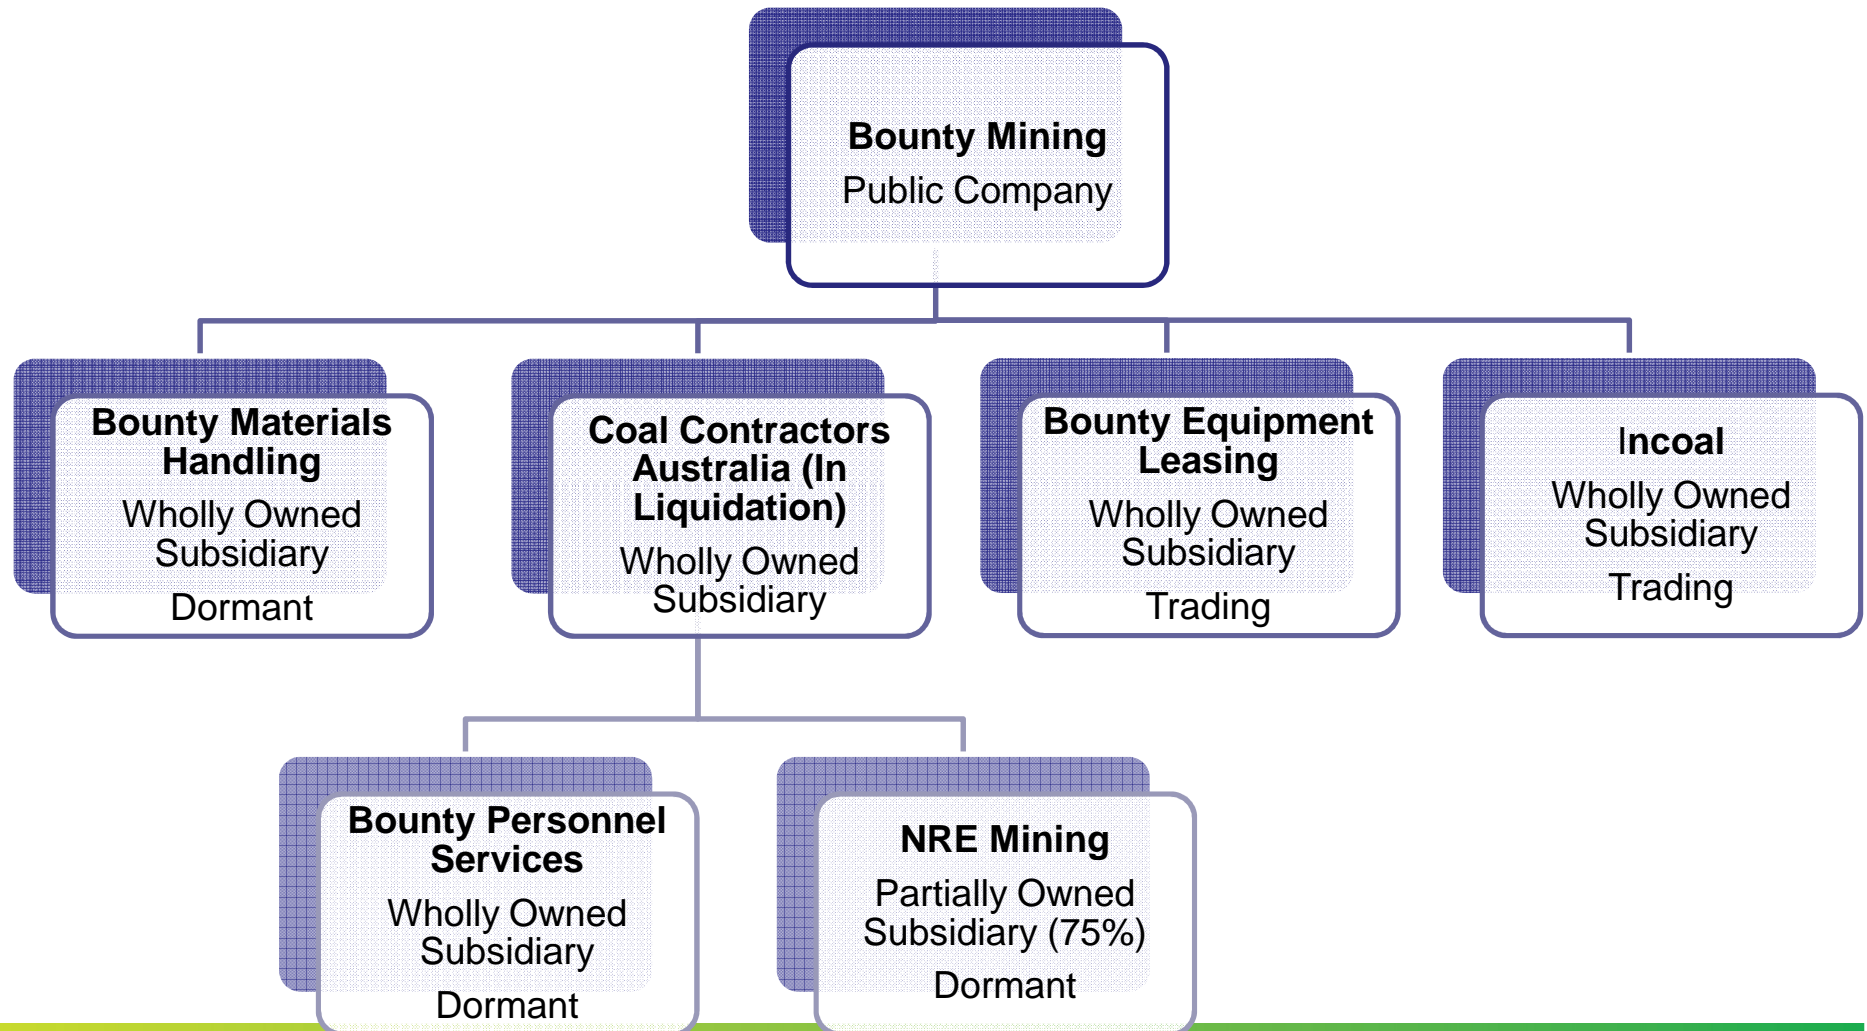 Bounty Mining
Public Company
Bounty Materials
Handling
Wholly Owned
Subsidiary
Dormant
Coal Contractors
Australia (In
Liquidation)
Wholly Owned
Subsidiary
Bounty Equipment
Leasing
Wholly Owned
Subsidiary
Trading
Incoal
Wholly Owned
Subsidiary
Trading
Bounty Personnel
Services
Wholly Owned
Subsidiary
Dormant
NRE Mining
Partially Owned
Subsidiary (75%)
Dormant